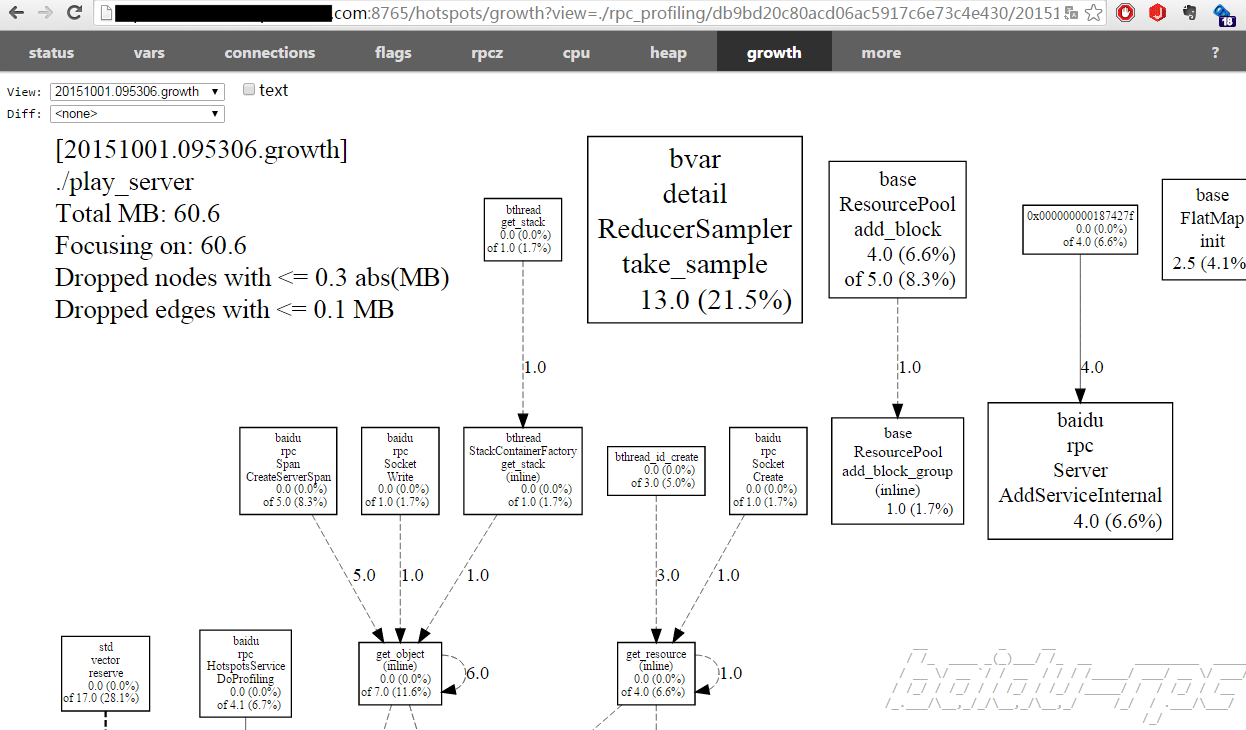 .com:8765/hotspots/growth?view=./rpc_profiling/db9bd20c80acd06ac5917c6e73c4e430/20151
18
status vars connections flags rpcz cpu heap growth more ?
View: 20151001.095306.growth
text
Diff: <none>
[20151001.095306.growth]
./play_server
Total MB: 60.6
Focusing on: 60.6
Dropped nodes with <= 0.3 abs(MB)
Dropped edges with <= 0.1 MB
bthread
get_stack
0.0 (0.0%)
of 1.0 (1.7%)
bvar
detail
ReducerSampler
take_sample
13.0 (21.5%)
base
ResourcePool
add_block
4.0 (6.6%)
of 5.0 (8.3%)
0x000000000187427f
0.0 (0.0%)
of 4.0 (6.6%)
base
FlatMap
init
2.5 (4.1%
1.0
1.0
4.0
baidu
rpc
Span
CreateServerSpan
0.0 (0.0%)
of 5.0 (8.3%)
baidu
rpc
Socket
Write
0.0 (0.0%)
of 1.0 (1.7%)
bthread
StackContainerFactory
get_stack
(inline)
0.0 (0.0%)
of 1.0 (1.7%)
bthread_id_create
0.0 (0.0%)
of 3.0 (5.0%)
baidu
rpc
Socket
Create
0.0 (0.0%)
of 1.0 (1.7%)
base
ResourcePool
add_block_group
(inline)
1.0 (1.7%)
baidu
rpc
Server
AddServiceInternal
4.0 (6.6%)
5.0
1.0
1.0
3.0
1.0
std
vector
reserve
0.0 (0.0%)
of 17.0 (28.1%)
baidu
rpc
HotspotsService
DoProfiling
0.0 (0.0%)
of 4.1 (6.7%)
get_object
(inline)
0.0 (0.0%)
of 7.0 (11.6%)
6.0
get_resource
(inline)
0.0 (0.0%)
of 4.0 (6.6%)
1.0
baidu-rpc